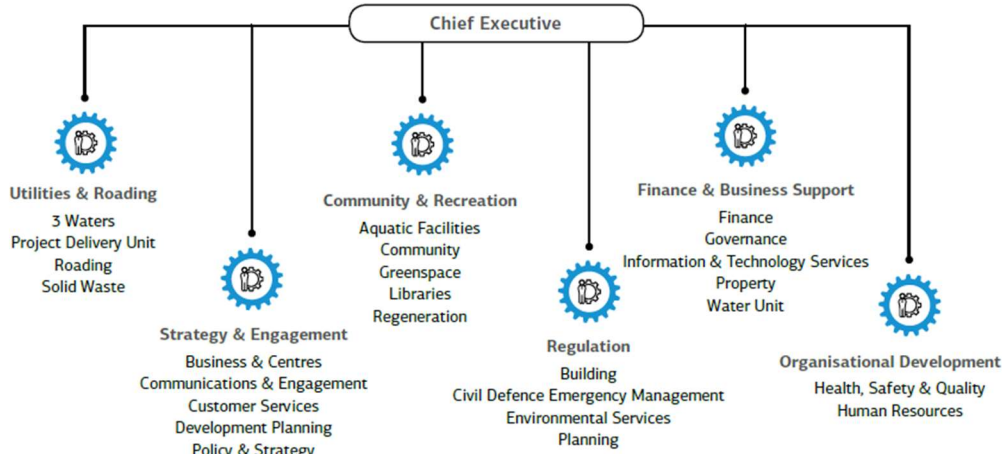 Chief Executive
Utilities & Roading
3 Waters
Project Delivery Unit
Roading
Solid Waste
Strategy & Engagement
Business & Centres
Communications & Engagement
Customer Services
Development Planning
Policy & Strategy
Community & Recreation
Aquatic Facilities
Community
Greenspace
Libraries
Regeneration
Regulation
Building
Civil Defence Emergency Management
Environmental Services
Planning
Finance & Business Support
Finance
Governance
Information & Technology Services
Property
Water Unit
Organisational Development
Health, Safety & Quality
Human Resources